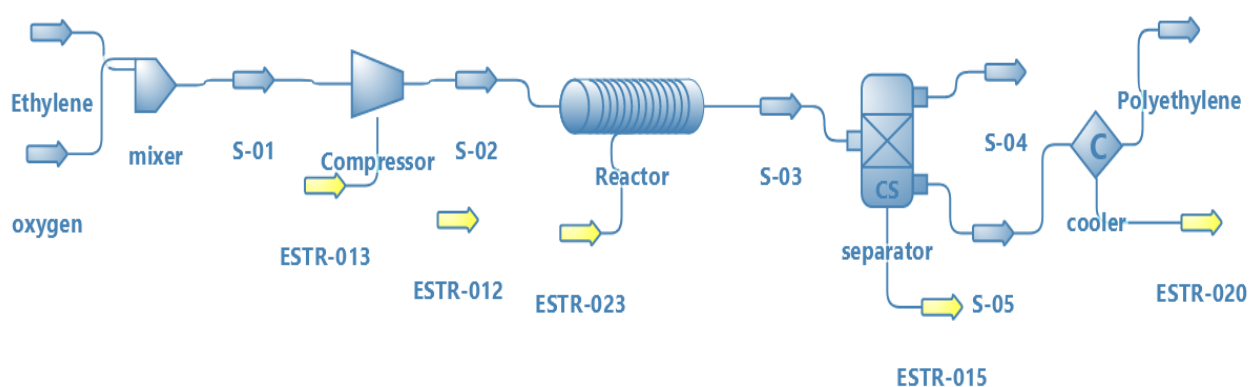 Ethylene
oxygen
mixer
S-01
Compressor
ESTR-013
S-02
ESTR-012
Reactor
ESTR-023
S-03
CS
separator
ESTR-015
S-04
S-05
C
cooler
Polyethylene
ESTR-020